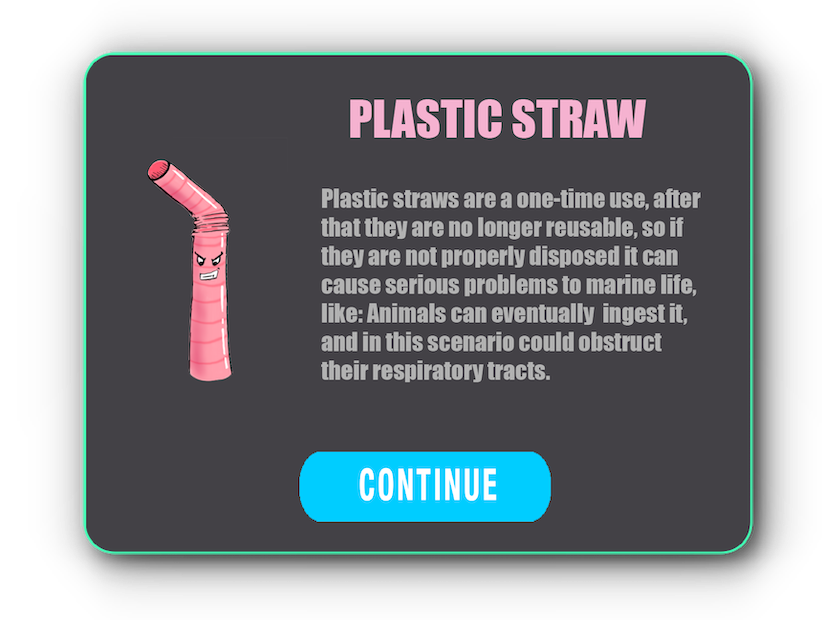 PLASTIC STRAW
Plastic straws are a one-time use, after
that they are no longer reusable, so if
they are not properly disposed it can
cause serious problems to marine life,
like: Animals can eventually  ingest it,
and in this scenario could obstruct
their respiratory tracts.
CONTINUE